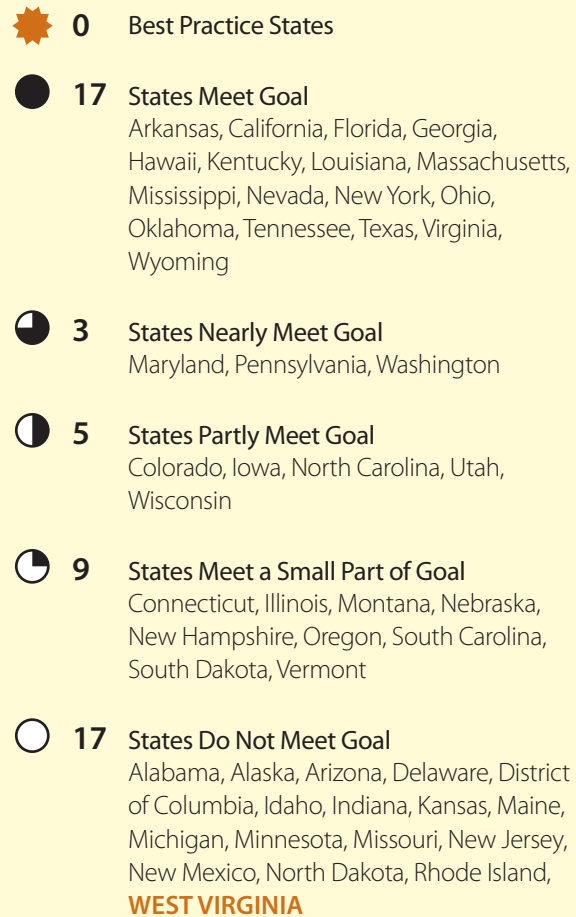 0 Best Practice States
17 States Meet Goal
Arkansas, California, Florida, Georgia,
Hawaii, Kentucky, Louisiana, Massachusetts,
Mississippi, Nevada, New York, Ohio,
Oklahoma, Tennessee, Texas, Virginia,
Wyoming
3 States Nearly Meet Goal
Maryland, Pennsylvania, Washington
5 States Partly Meet Goal
Colorado, Iowa, North Carolina, Utah,
Wisconsin
9 States Meet a Small Part of Goal
Connecticut, Illinois, Montana, Nebraska,
New Hampshire, Oregon, South Carolina,
South Dakota, Vermont
17 States Do Not Meet Goal
Alabama, Alaska, Arizona, Delaware, District
of Columbia, Idaho, Indiana, Kansas, Maine,
Michigan, Minnesota, Missouri, New Jersey,
New Mexico, North Dakota, Rhode Island,
WEST VIRGINIA